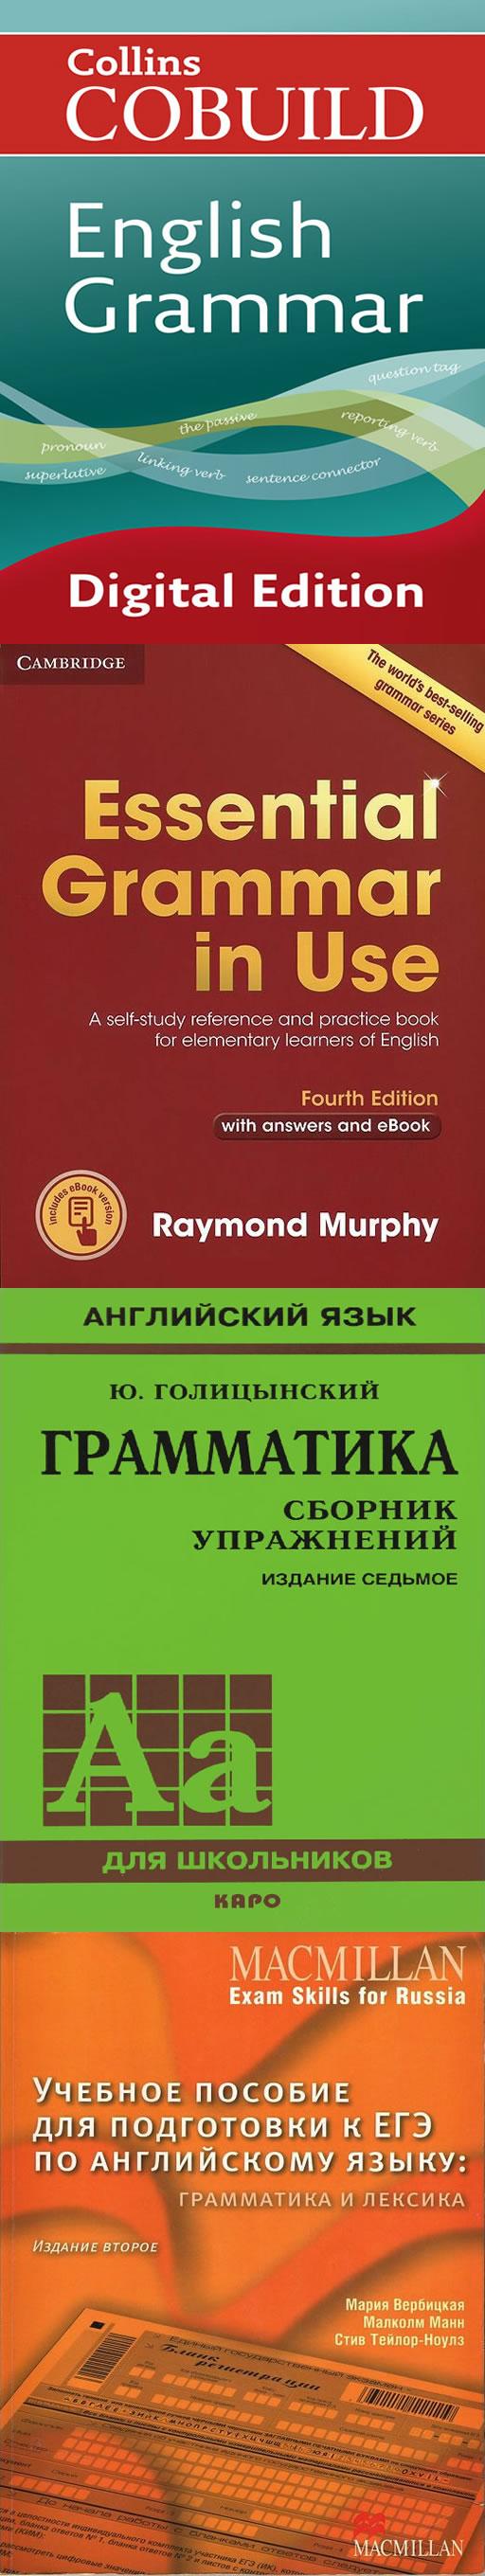 Collins
COBUILD
English
Grammar
question tag
the passive
reporting verb
pronoun
linking verb
superlative
sentence connector
Digital Edition
CAMBRIDGE
The world's best-selling
grammar series
Essential
Grammar
in Use
A self-study reference and practice book
for elementary learners of English
Fourth Edition
with answers and eBook
includes eBook version
Raymond Murphy
АНГЛИЙСКИЙ ЯЗЫК
Ю. ГОЛИЦЫНСКИЙ
ГРАММАТИКА
СБОРНИК
УПРАЖНЕНИЙ
ИЗДАНИЕ СЕДЬМОЕ
Aa
ДЛЯ ШКОЛЬНИКОВ
КАРО
MACMILLAN
Exam Skills for Russia
УЧЕБНОЕ ПОСОБИЕ
ДЛЯ ПОДГОТОВКИ К ЕГЭ
ПО АНГЛИЙСКОМУ ЯЗЫКУ:
ГРАММАТИКА И ЛЕКСИКА
ИЗДАНИЕ ВТОРОЕ
Мария Вербицкая
Малколм Манн
Стив Тейлор-Ноулз
Бланк
регистрации
MACMILLAN